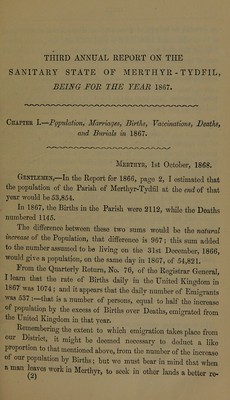 THIRD ANNUAL REPORT ON THE
SANITARY STATE OF MERTHYR-TYDFIL,
BEING FOR THE YEAR 1867.
CHAPTER I.—Population, Marriages, Births, Vaccinations, Deaths,
and Burials in 1867.
MERTHYR, 1st October, 1868.
GENTLEMEN,—In the Report for 1866, page 2, I estimated that
the population of the Parish of Merthyr-Tydfil at the end of that
year would be 53,854.
In 1867, the Births in the Parish were 2112, while the Deaths
numbered 1145.
The difference between these two sums would be the natural
increase of the Population, that difference is 967; this sum added
to the number assumed to be living on the 31st December, 1866,
would give a population, on the same day in 1867, of 54,821.
From the Quarterly Return, No. 76, of the Registrar General,
I learn that the rate of Births daily in the United Kingdom in
1867 was 1074; and it appears that the daily number of Emigrants
was 537:—that is a number of persons, equal to half the increase
of population by the excess of Births over Deaths, emigrated from
the United Kingdom in that year.
Remembering the extent to which emigration takes place from
our District, it might be deemed necessary to deduct a like
proportion to that mentioned above, from the number of the increase
of our population by Births; but we must bear in mind that when
a man leaves work in Merthyr, to seek in other lands a better re-
(2)